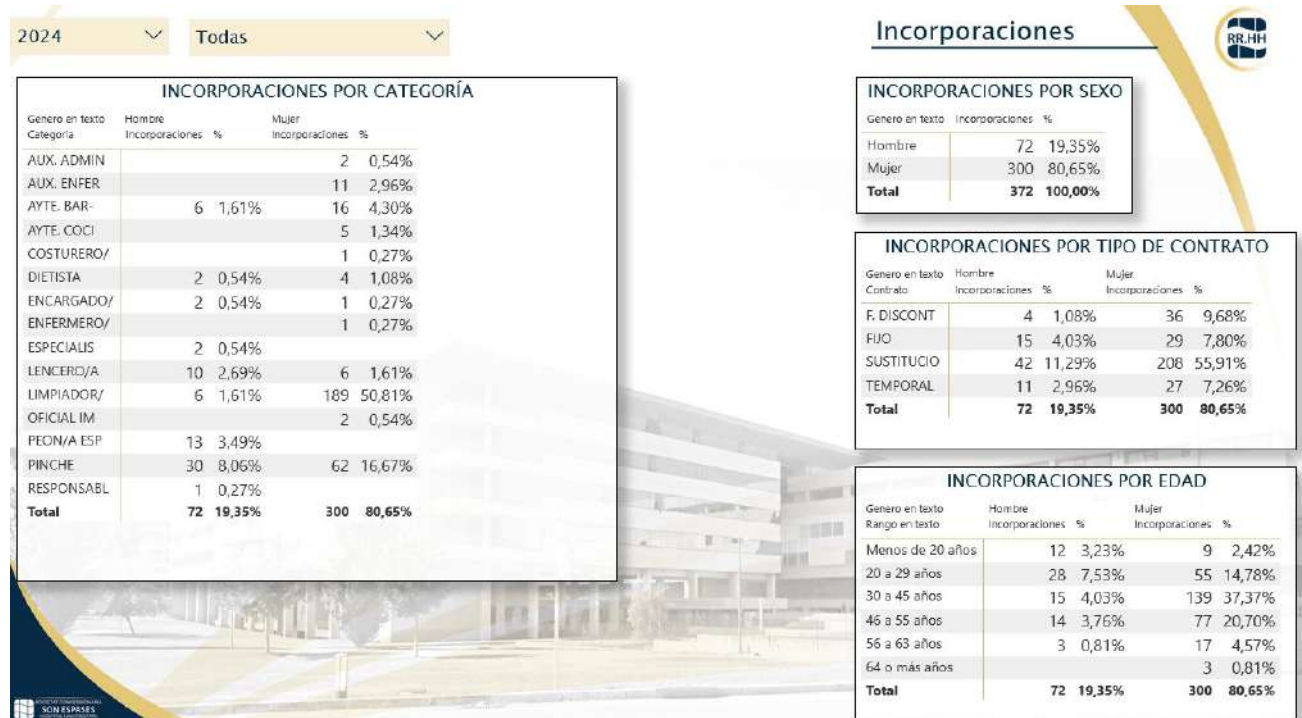 2024
Todas
Incorporaciones
RR.HH
INCORPORACIONES POR CATEGORÍA
Genero en texto Hombre Mujer
Categoría Incorporaciones % Incorporaciones %
AUX. ADMIN 2 0,54%
AUX. ENFER 11 2,96%
AYTE. BAR- 6 1,61% 16 4,30%
AYTE. COCI 5 1,34%
COSTURERO/ 1 0,27%
DIETISTA 2 0,54% 4 1,08%
ENCARGADO/ 2 0,54% 1 0,27%
ENFERMERO/ 1 0,27%
ESPECIALIS 2 0,54%
LENCERO/A 10 2,69% 6 1,61%
LIMPIADOR/ 6 1,61% 189 50,81%
OFICIAL IM 2 0,54%
PEON/A ESP 13 3,49%
PINCHE 30 8,06% 62 16,67%
RESPONSABL 1 0,27%
Total 72 19,35% 300 80,65%
INCORPORACIONES POR SEXO
Genero en texto Incorporaciones %
Hombre 72 19,35%
Mujer 300 80,65%
Total 372 100,00%
INCORPORACIONES POR TIPO DE CONTRATO
Genero en texto Hombre Mujer
Contrato Incorporaciones % Incorporaciones %
F. DISCONT 4 1,08% 36 9,68%
FIJO 15 4,03% 29 7,80%
SUSTITUCIO 42 11,29% 208 55,91%
TEMPORAL 11 2,96% 27 7,26%
Total 72 19,35% 300 80,65%
INCORPORACIONES POR EDAD
Genero en texto Hombre Mujer
Rango en texto Incorporaciones % Incorporaciones %
Menos de 20 años 12 3,23% 9 2,42%
20 a 29 años 28 7,53% 55 14,78%
30 a 45 años 15 4,03% 139 37,37%
46 a 55 años 14 3,76% 77 20,70%
56 a 63 años 3 0,81% 17 4,57%
64 o más años 3 0,81%
Total 72 19,35% 300 80,65%
SON ESPASES